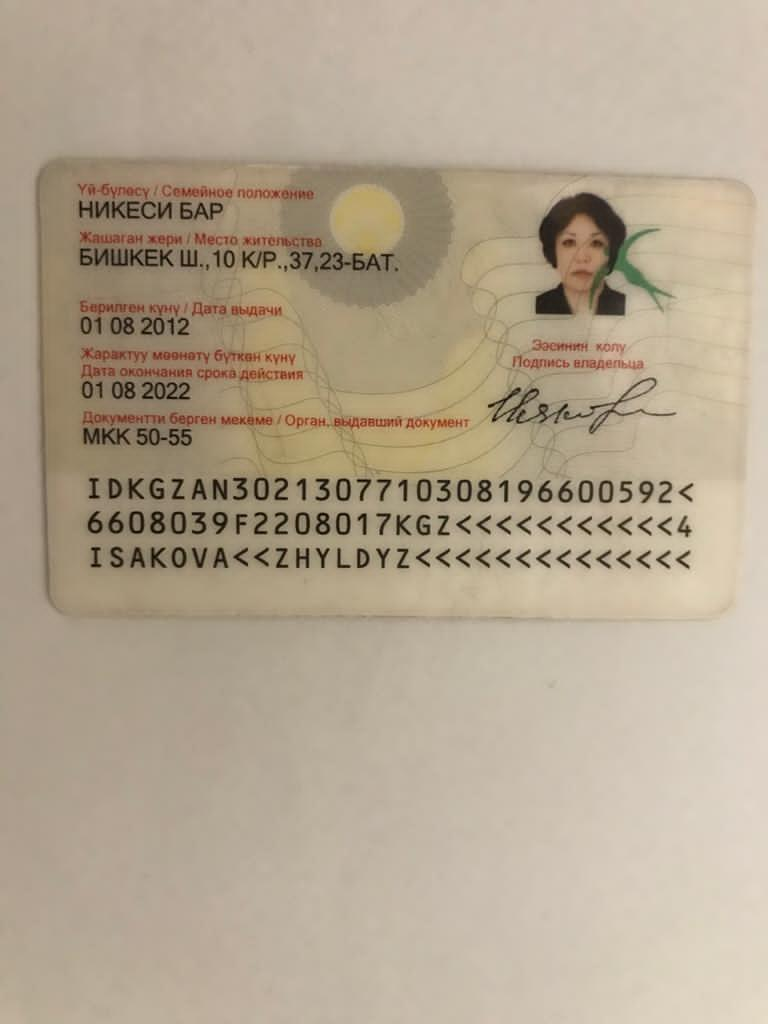 Үй-бүлөсү / Семейное положение
НИКЕСИ БАР
Жашаган жери / Место жительства
БИШКЕК Ш.,10 К/Р.,37,23-БАТ.
Берилген күнү / Дата выдачи
01 08 2012
Жарактуу мөөнөтү бүткөн күнү
Дата окончания срока действия
01 08 2022
Документти берген мекеме / Орган, выдавший документ
МКК 50-55
Ээсинин колу
Подпись владельца
IDKGZAN3021307710308196600592<
6608039F2208017KGZ<<<<<<<<<<<4
ISAKOVA<<ZHYLDYZ<<<<<<<<<<<<<<